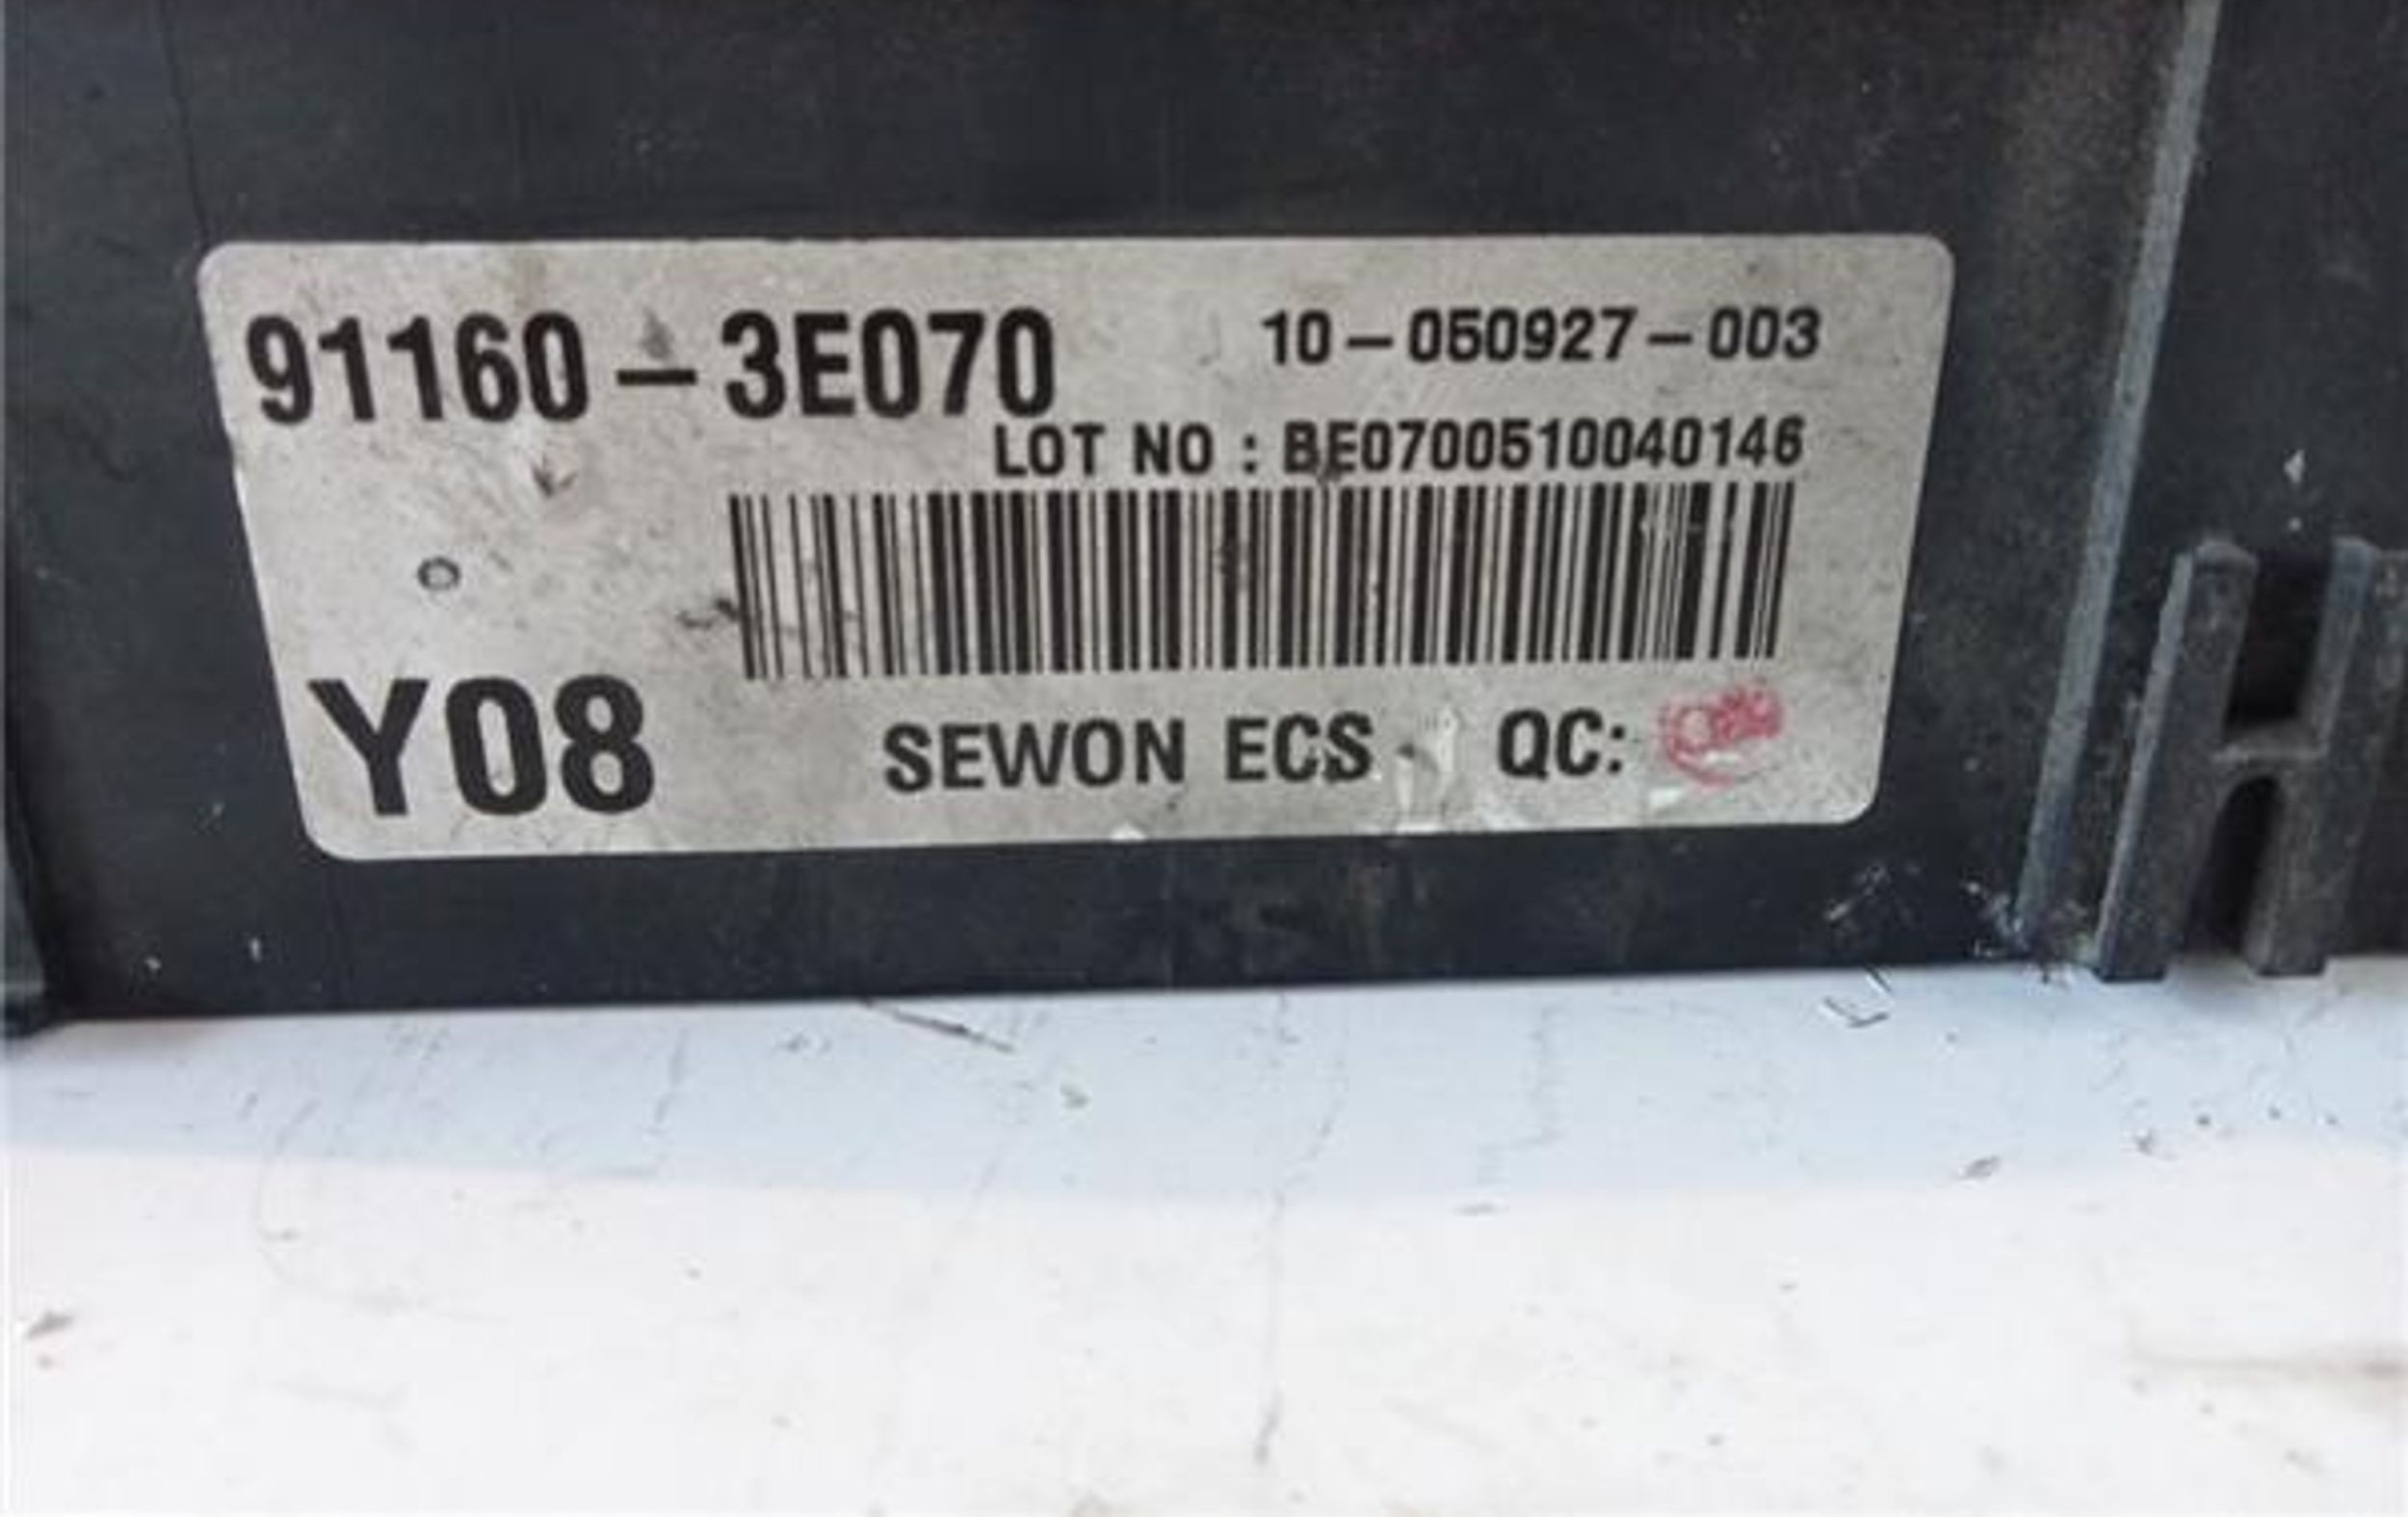 91160-3E070 10-050927-003
LOT NO : BE0700510040146
Y08 SEWON ECS QC: